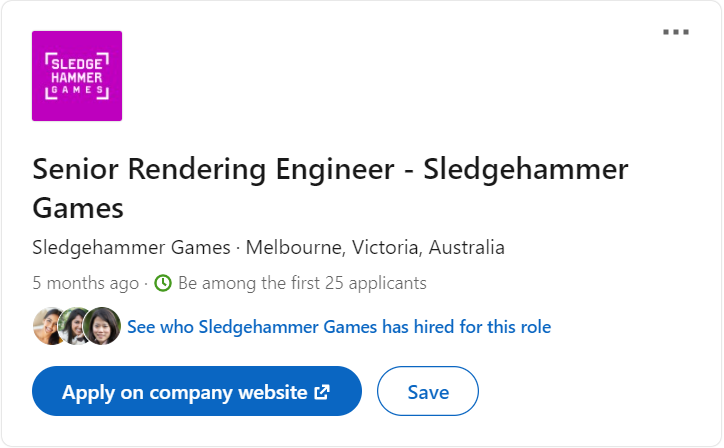 SLEDGE
HAMMER
GAMES
Senior Rendering Engineer - Sledgehammer
Games
Sledgehammer Games · Melbourne, Victoria, Australia
5 months ago · Be among the first 25 applicants
See who Sledgehammer Games has hired for this role
Apply on company website
Save